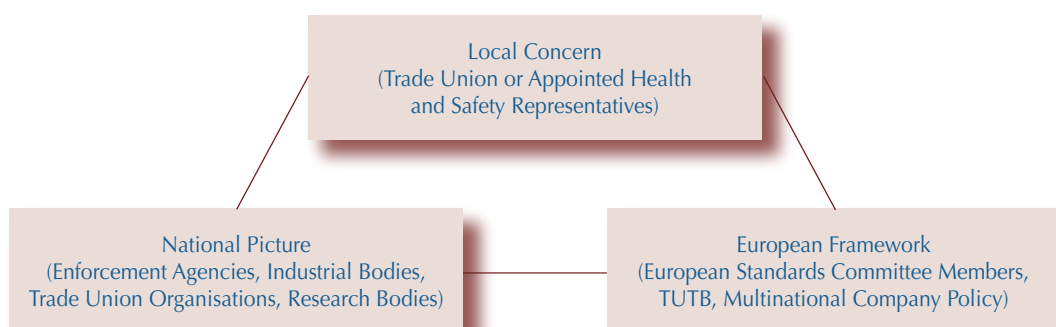 Local Concern
(Trade Union or Appointed Health
and Safety Representatives)
National Picture
(Enforcement Agencies, Industrial Bodies,
Trade Union Organisations, Research Bodies)
European Framework
(European Standards Committee Members,
TUTB, Multinational Company Policy)